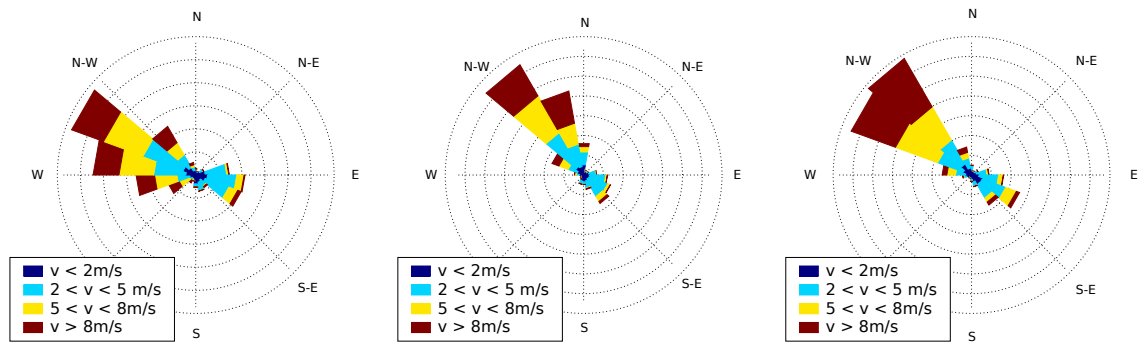 N
N-W
N-E
W
E
S-E
S
v < 2m/s
2 < v < 5 m/s
5 < v < 8m/s
v > 8m/s
N
N-W
N-E
W
E
S-E
S
v < 2m/s
2 < v < 5 m/s
5 < v < 8m/s
v > 8m/s
N
N-W
N-E
W
E
S-E
S
v < 2m/s
2 < v < 5 m/s
5 < v < 8m/s
v > 8m/s